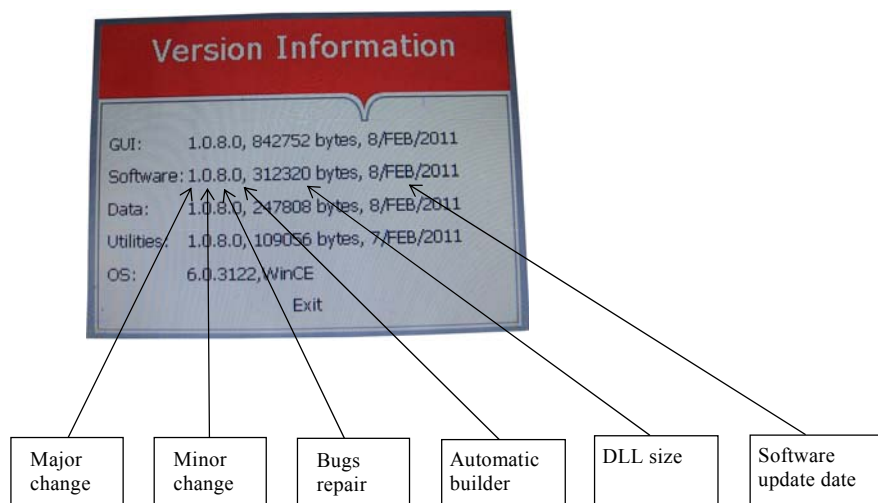 Version Information
GUI: 1.0.8.0, 842752 bytes, 8/FEB/2011
Software: 1.0.8.0, 312320 bytes, 8/FEB/2011
Data: 1.0.8.0, 247808 bytes, 8/FEB/2011
Utilities: 1.0.8.0, 109056 bytes, 7/FEB/2011
OS: 6.0.3122,WinCE
Exit
Major
change
Minor
change
Bugs
repair
Automatic
builder
DLL size
Software
update date